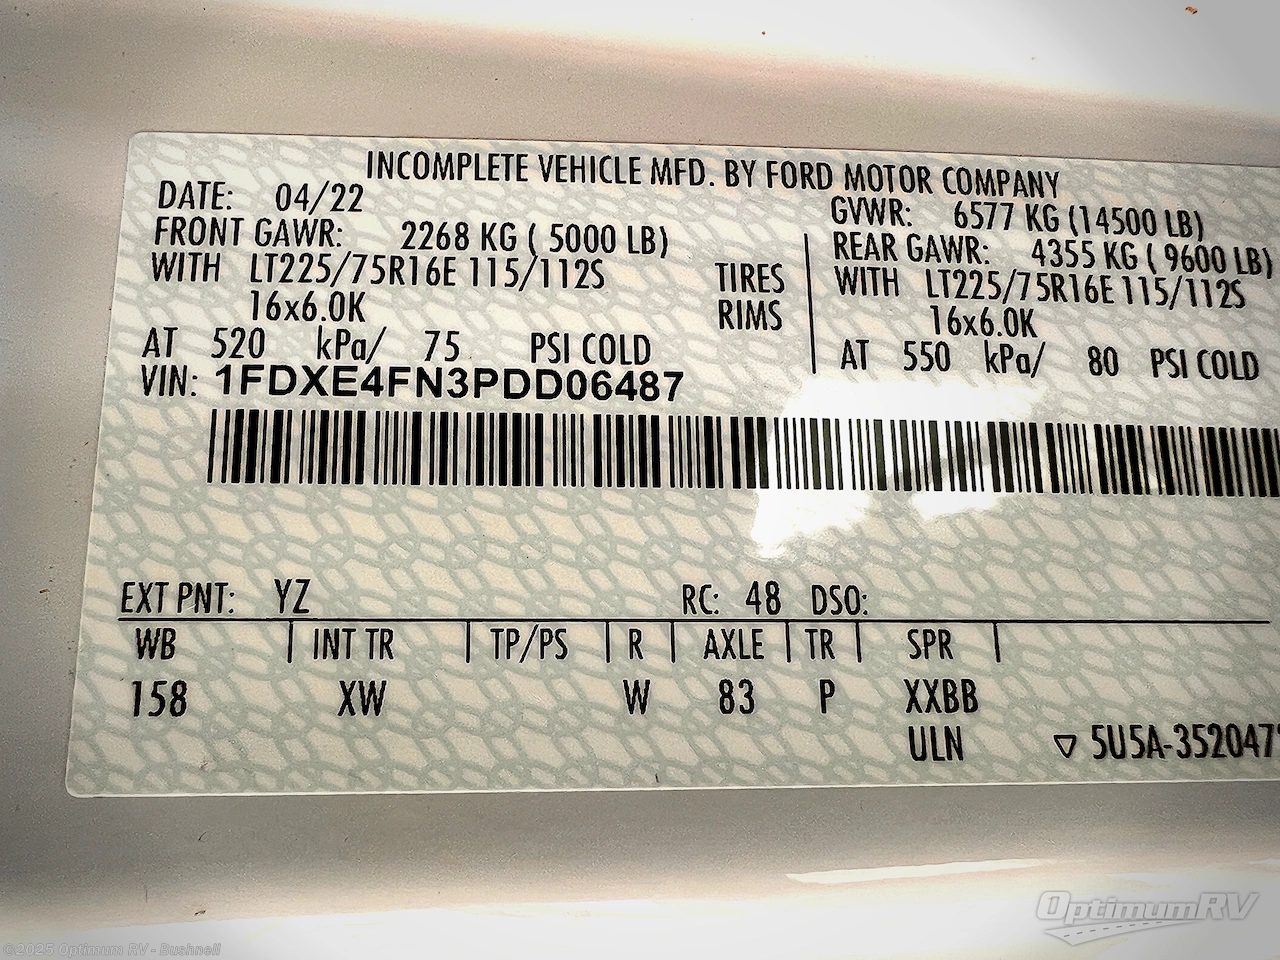 INCOMPLETE VEHICLE MFD. BY FORD MOTOR COMPANY
DATE: 04/22
GVWR: 6577 KG (14500 LB)
FRONT GAWR: 2268 KG ( 5000 LB)
REAR GAWR: 4355 KG ( 9600 LB)
WITH LT225/75R16E 115/112S TIRES WITH LT225/75R16E 115/112S
16x6.0K RIMS 16x6.0K
AT 520 kPa/ 75 PSI COLD AT 550 kPa/ 80 PSI COLD
VIN: 1FDXE4FN3PDD06487
EXT PNT: YZ RC: 48 DSO:
WB INT TR TP/PS R AXLE TR SPR
158 XW W 83 P XXBB
ULN ▽ 5U5A-352047
OptimumRV
©2025 Optimum RV - Bushnell